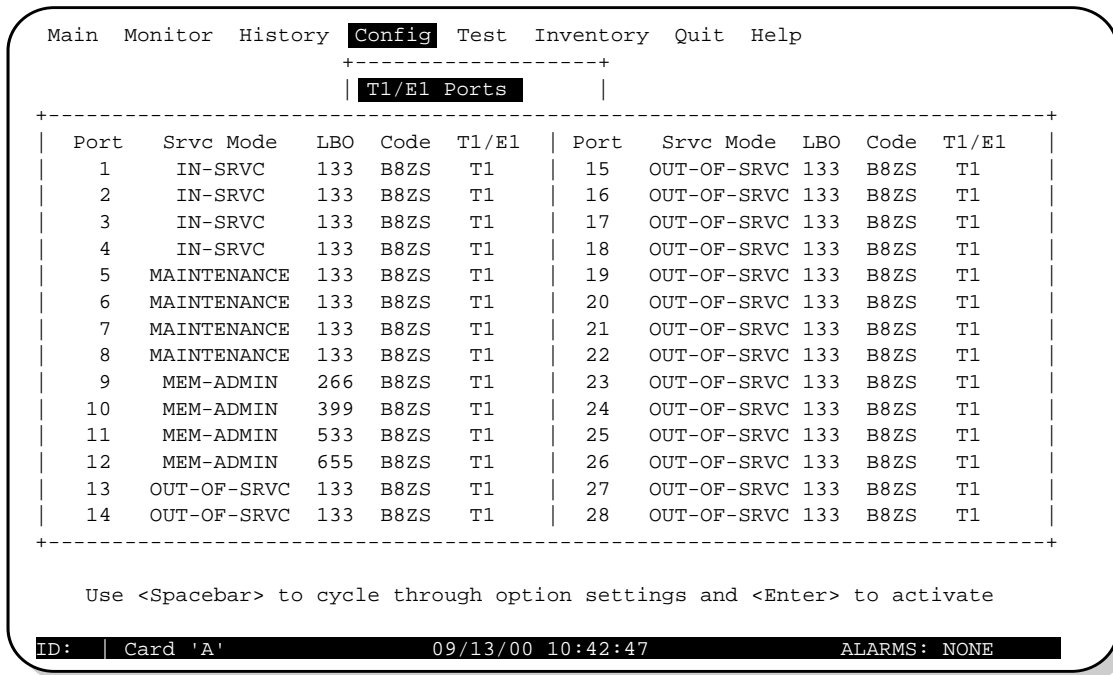 Main Monitor History Config Test Inventory Quit Help
+-------------------+
| T1/E1 Ports |
+------------------------------------------------------------------------------+
| Port Srvc Mode LBO Code T1/E1 | Port Srvc Mode LBO Code T1/E1 |
| 1 IN-SRVC 133 B8ZS T1 | 15 OUT-OF-SRVC 133 B8ZS T1 |
| 2 IN-SRVC 133 B8ZS T1 | 16 OUT-OF-SRVC 133 B8ZS T1 |
| 3 IN-SRVC 133 B8ZS T1 | 17 OUT-OF-SRVC 133 B8ZS T1 |
| 4 IN-SRVC 133 B8ZS T1 | 18 OUT-OF-SRVC 133 B8ZS T1 |
| 5 MAINTENANCE 133 B8ZS T1 | 19 OUT-OF-SRVC 133 B8ZS T1 |
| 6 MAINTENANCE 133 B8ZS T1 | 20 OUT-OF-SRVC 133 B8ZS T1 |
| 7 MAINTENANCE 133 B8ZS T1 | 21 OUT-OF-SRVC 133 B8ZS T1 |
| 8 MAINTENANCE 133 B8ZS T1 | 22 OUT-OF-SRVC 133 B8ZS T1 |
| 9 MEM-ADMIN 266 B8ZS T1 | 23 OUT-OF-SRVC 133 B8ZS T1 |
| 10 MEM-ADMIN 399 B8ZS T1 | 24 OUT-OF-SRVC 133 B8ZS T1 |
| 11 MEM-ADMIN 533 B8ZS T1 | 25 OUT-OF-SRVC 133 B8ZS T1 |
| 12 MEM-ADMIN 655 B8ZS T1 | 26 OUT-OF-SRVC 133 B8ZS T1 |
| 13 OUT-OF-SRVC 133 B8ZS T1 | 27 OUT-OF-SRVC 133 B8ZS T1 |
| 14 OUT-OF-SRVC 133 B8ZS T1 | 28 OUT-OF-SRVC 133 B8ZS T1 |
+------------------------------------------------------------------------------+
Use <Spacebar> to cycle through option settings and <Enter> to activate
ID: | Card 'A' 09/13/00 10:42:47 ALARMS: NONE